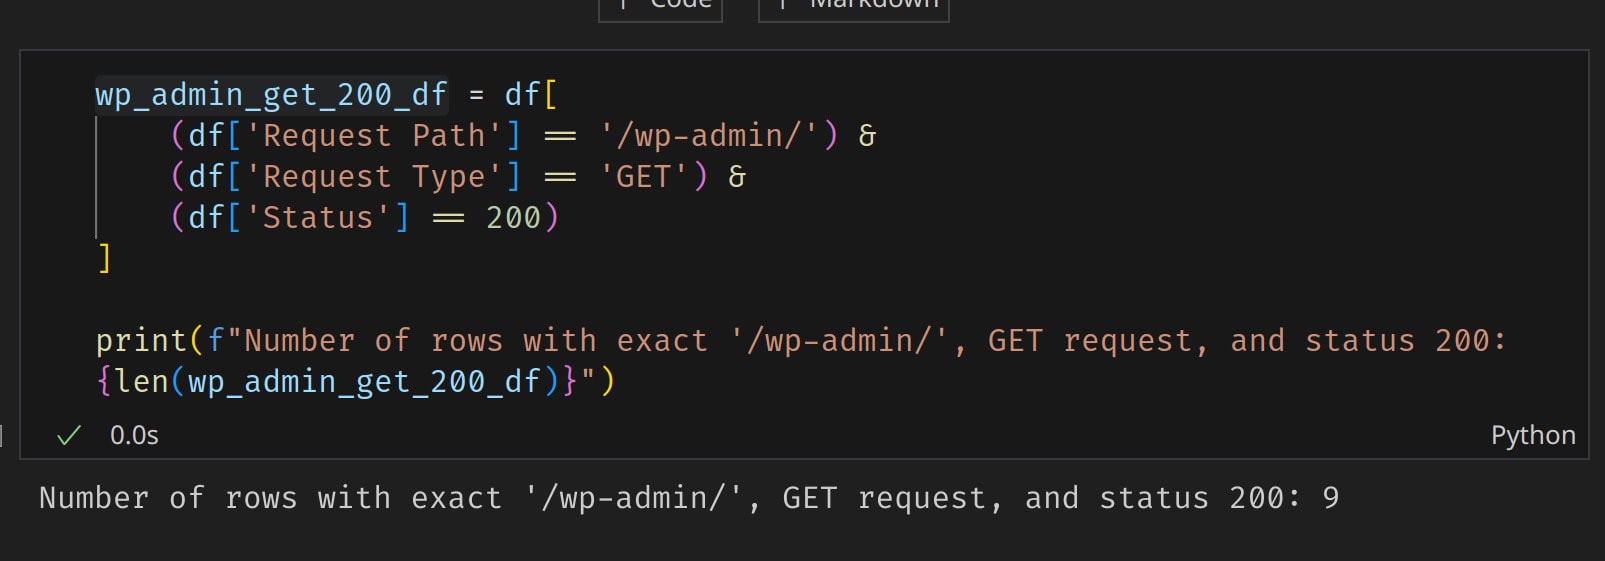 Code Markdown
wp_admin_get_200_df = df[
    (df['Request Path'] == '/wp-admin/') &
    (df['Request Type'] == 'GET') &
    (df['Status'] == 200)
]
print(f"Number of rows with exact '/wp-admin/', GET request, and status 200:
{len(wp_admin_get_200_df)}")
0.0s Python
Number of rows with exact '/wp-admin/', GET request, and status 200: 9